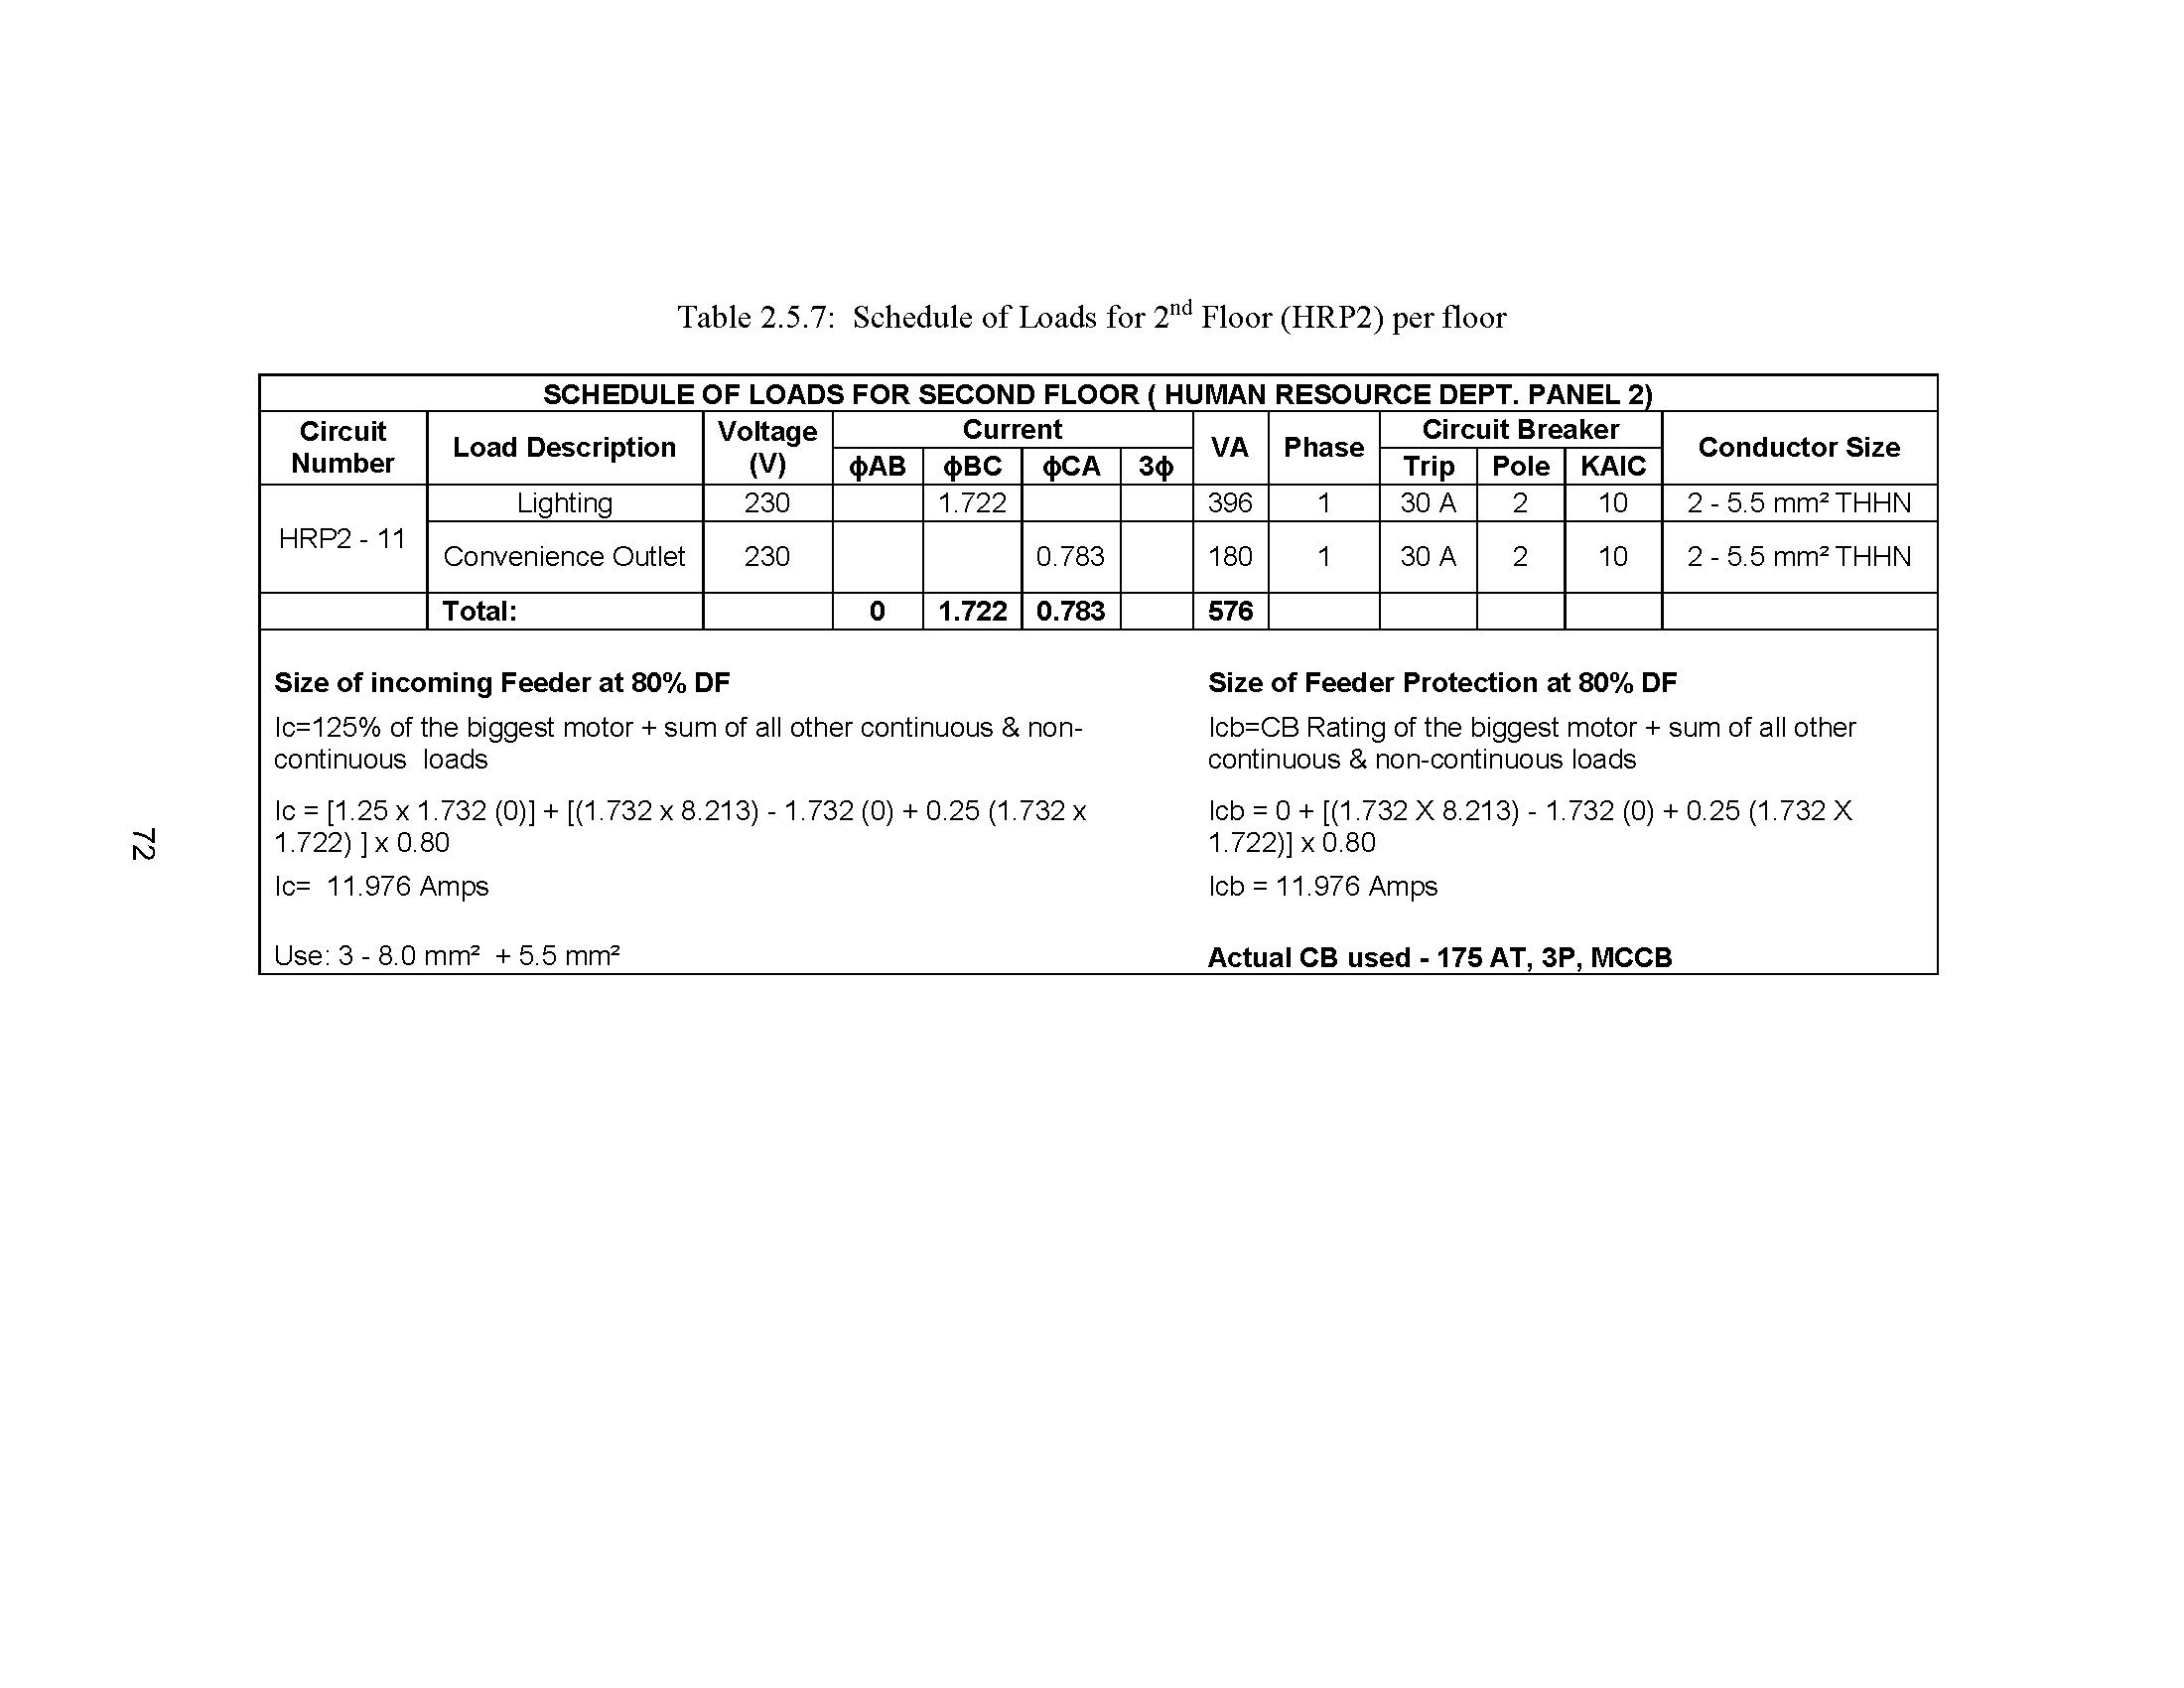 Table 2.5.7: Schedule of Loads for 2nd Floor (HRP2) per floor
SCHEDULE OF LOADS FOR SECOND FLOOR ( HUMAN RESOURCE DEPT. PANEL 2)
Circuit Number Load Description Voltage (V) Current VA Phase Circuit Breaker Conductor Size
ϕAB ϕBC ϕCA 3ϕ Trip Pole KAIC
HRP2 - 11 Lighting 230 1.722 396 1 30 A 2 10 2 - 5.5 mm² THHN
Convenience Outlet 230 0.783 180 1 30 A 2 10 2 - 5.5 mm² THHN
Total: 0 1.722 0.783 576
Size of incoming Feeder at 80% DF
Ic=125% of the biggest motor + sum of all other continuous & non-
continuous loads
Ic = [1.25 x 1.732 (0)] + [(1.732 x 8.213) - 1.732 (0) + 0.25 (1.732 x
1.722) ] x 0.80
Ic= 11.976 Amps
Use: 3 - 8.0 mm² + 5.5 mm²
Size of Feeder Protection at 80% DF
Icb=CB Rating of the biggest motor + sum of all other
continuous & non-continuous loads
Icb = 0 + [(1.732 X 8.213) - 1.732 (0) + 0.25 (1.732 X
1.722)] x 0.80
Icb = 11.976 Amps
Actual CB used - 175 AT, 3P, MCCB
72